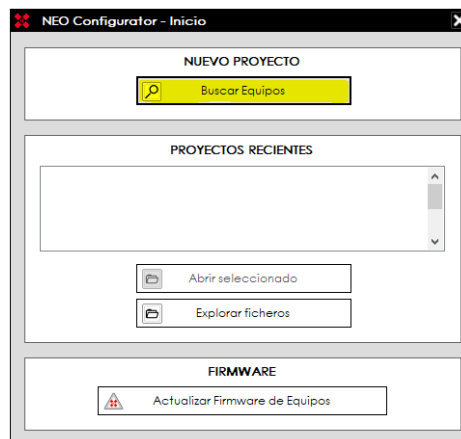 NEO Configurator - Inicio
NUEVO PROYECTO
Buscar Equipos
PROYECTOS RECIENTES
Abrir seleccionado
Explorar ficheros
FIRMWARE
Actualizar Firmware de Equipos